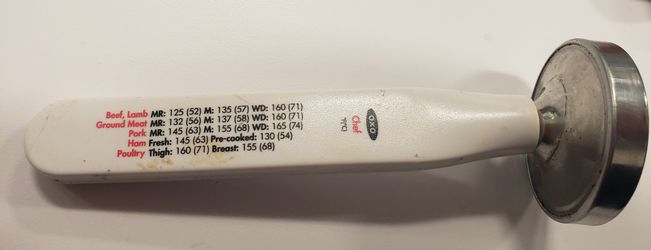 Beef, Lamb MR: 125 (52) M: 135 (57) WD: 160 (71)
Ground Meat MR: 132 (56) M: 137 (58) WD: 160 (71)
Pork MR: 145 (63) M: 155 (68) WD: 165 (74)
Ham Fresh: 145 (63) Pre-cooked: 130 (54)
Poultry Thigh: 160 (71) Breast: 155 (68)
OXO
Chef